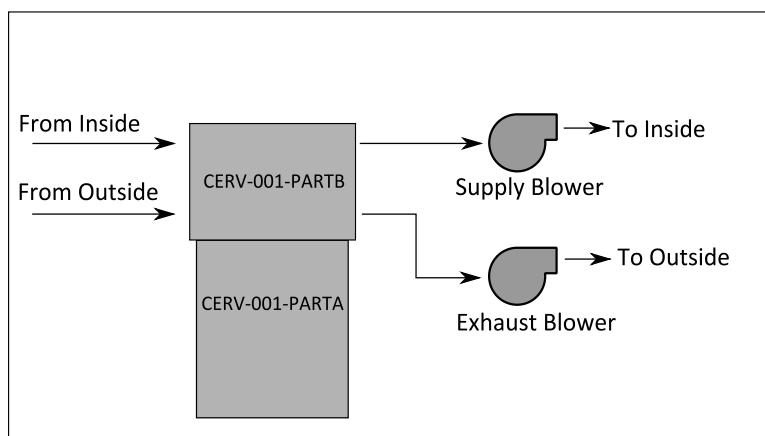 From Inside
To Inside
CERV-001-PARTB
From Outside
Supply Blower
To Outside
CERV-001-PARTA
Exhaust Blower